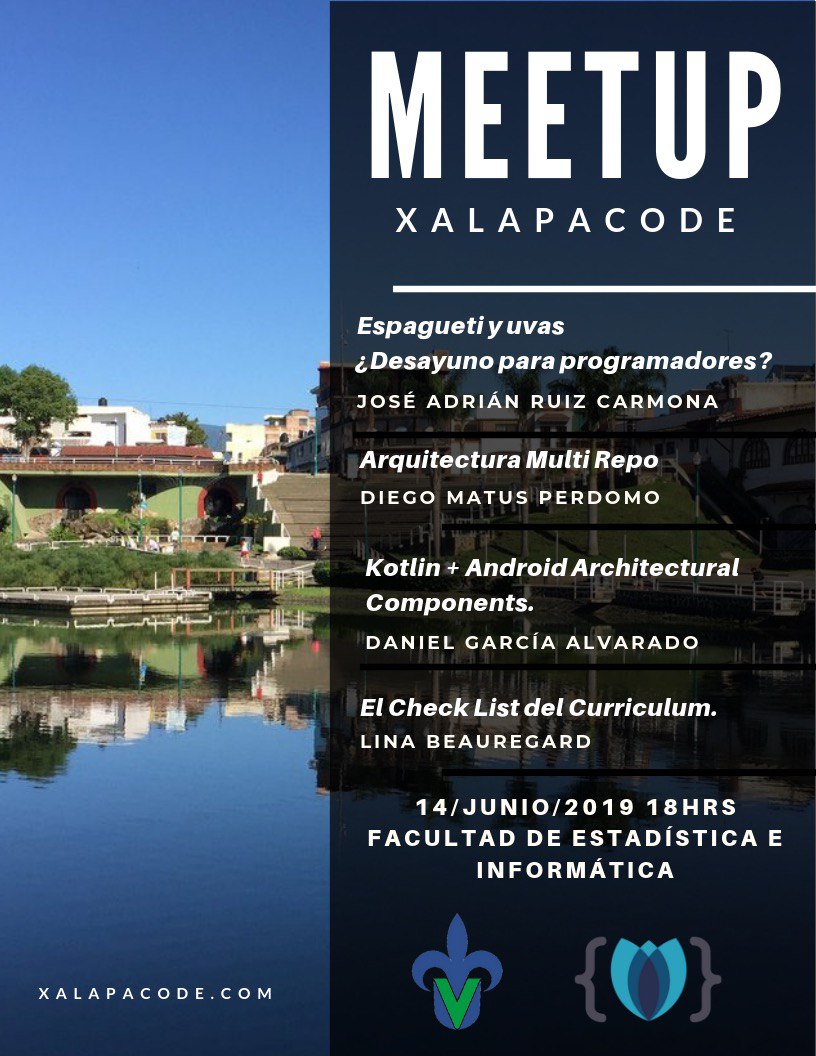 MEETUP
XALAPACODE
Espagueti y uvas
¿Desayuno para programadores?
JOSÉ ADRIÁN RUIZ CARMONA
Arquitectura Multi Repo
DIEGO MATUS PERDOMO
Kotlin + Android Architectural
Components.
DANIEL GARCÍA ALVARADO
El Check List del Curriculum.
LINA BEAUREGARD
14/JUNIO/2019 18HRS
FACULTAD DE ESTADÍSTICA E
INFORMÁTICA
XALAPACODE.COM